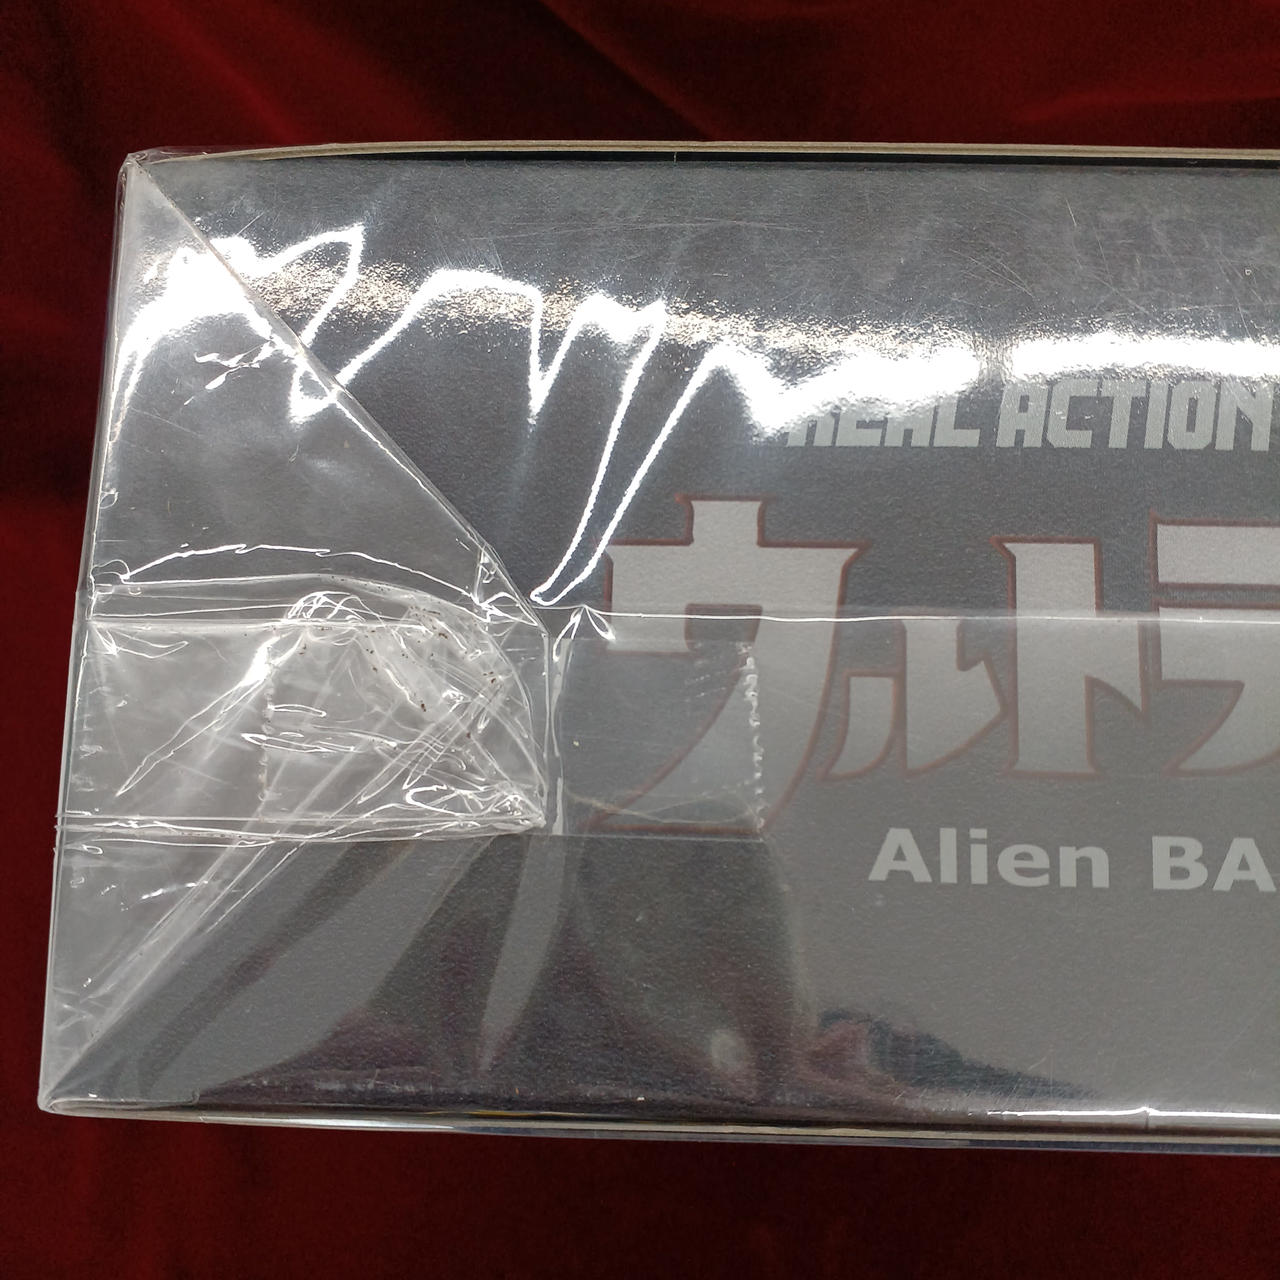 REAL ACTION
ウルトラ
Alien BA